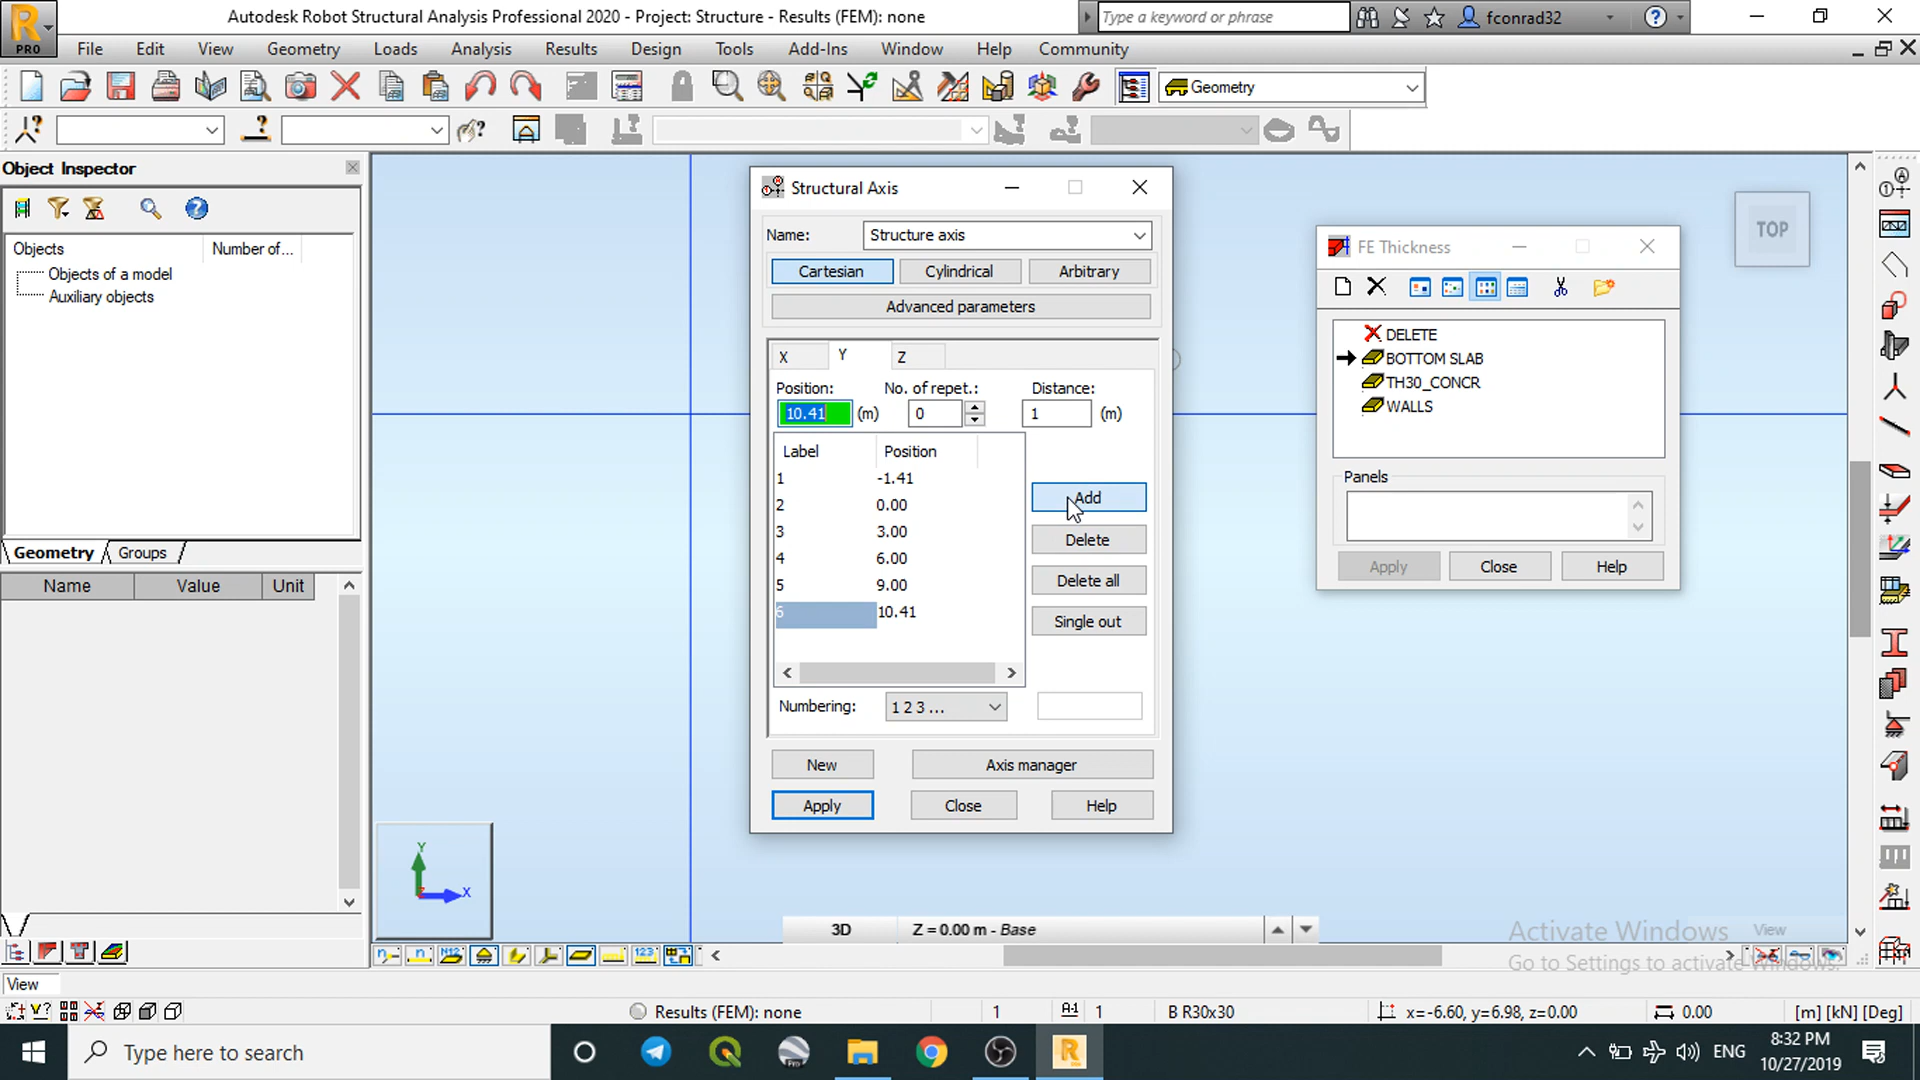 Autodesk Robot Structural Analysis Professional 2020 - Project: Structure - Results (FEM): none
Type a keyword or phrase
fconrad32
PRO
File Edit View Geometry Loads Analysis Results Design Tools Add-Ins Window Help Community
Geometry
Object Inspector
Objects Number of...
Objects of a model
Auxiliary objects
Geometry Groups
Name Value Unit
Structural Axis
Name: Structure axis
Cartesian Cylindrical Arbitrary
Advanced parameters
X Y Z
Position: No. of repet.: Distance:
10.41 (m) 0 1 (m)
Label Position
1 -1.41
2 0.00
3 3.00
4 6.00
5 9.00
6 10.41
Add
Delete
Delete all
Single out
Numbering: 1 2 3 ...
New Axis manager
Apply Close Help
TOP
FE Thickness
DELETE
BOTTOM SLAB
TH30_CONCR
WALLS
Panels
Apply Close Help
Y
X
3D Z = 0.00 m - Base
Activate Windows
Go to Settings to activate Windows.
View
View
Results (FEM): none 1 1 B R30x30 x=-6.60, y=6.98, z=0.00 0.00 [m] [kN] [Deg]
Type here to search
ENG
8:32 PM
10/27/2019